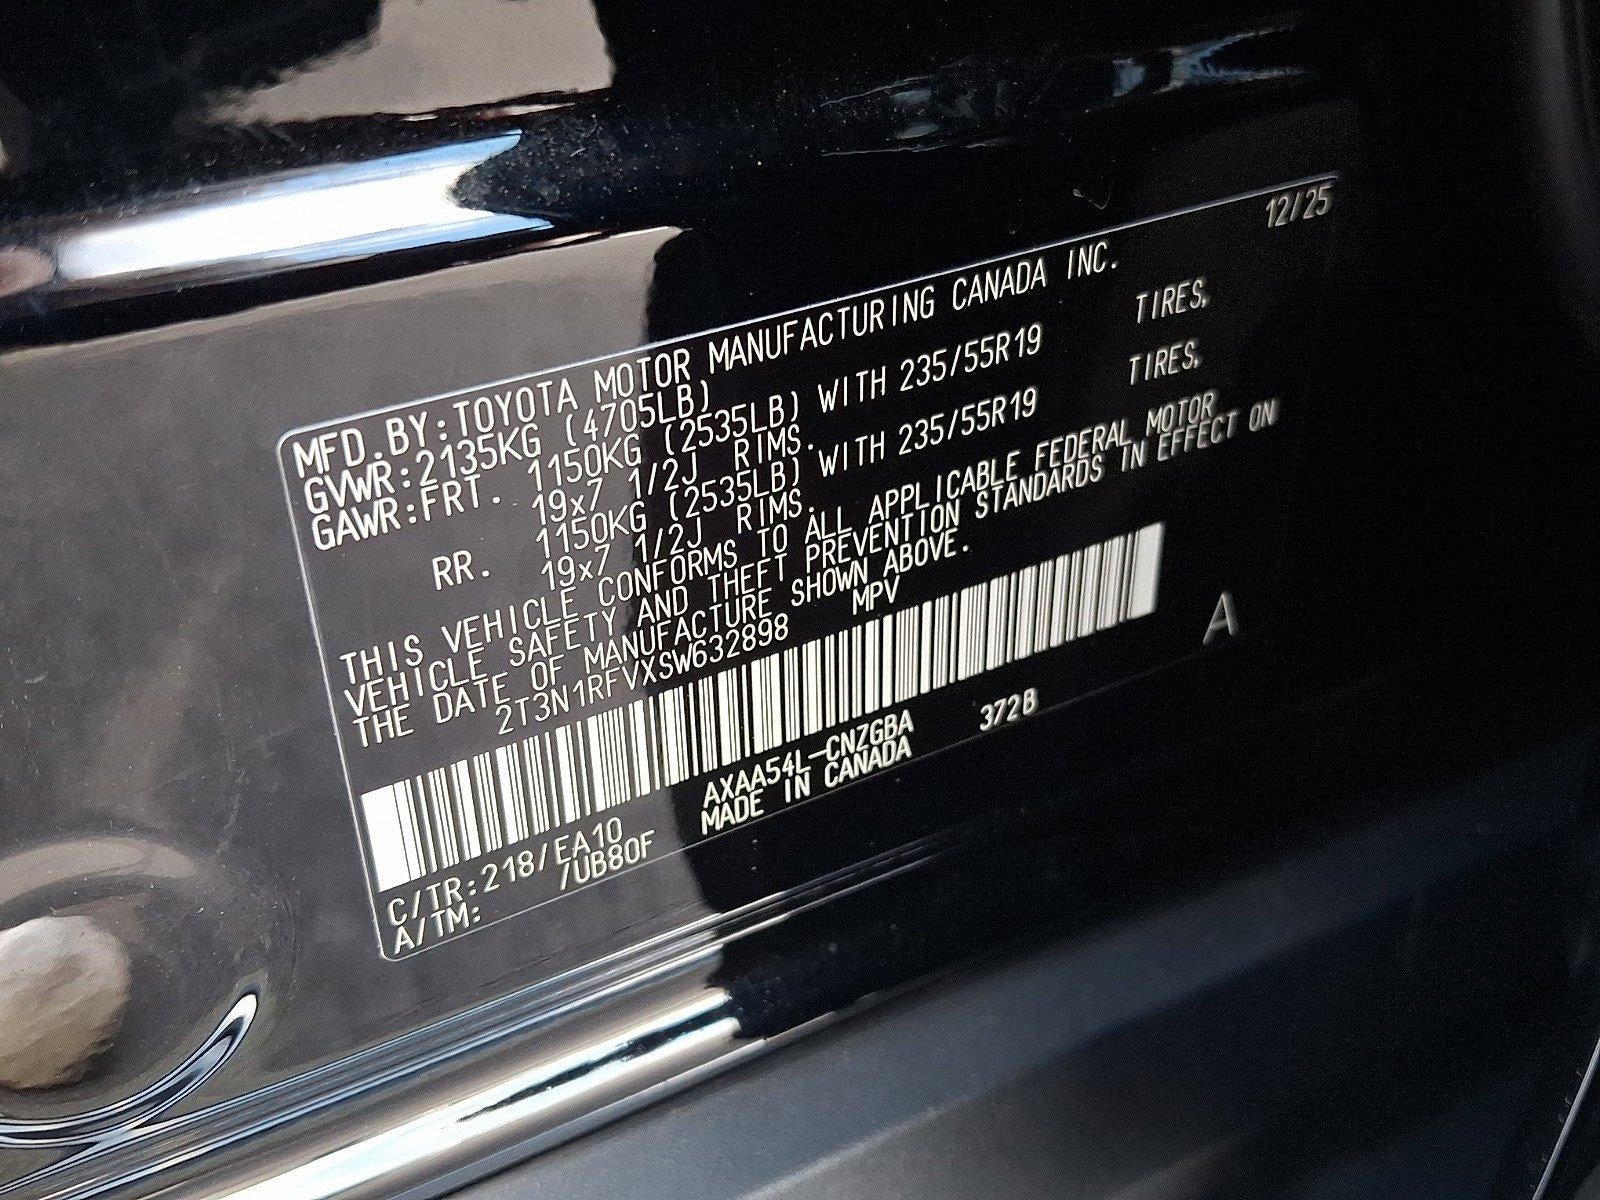 12/25
MFD.BY:TOYOTA MOTOR MANUFACTURING CANADA INC.
GVWR:2135KG (4705LB)
GAWR:FRT. 1150KG (2535LB) WITH 235/55R19 TIRES,
19x7 1/2J RIMS.
RR. 1150KG (2535LB) WITH 235/55R19 TIRES,
19x7 1/2J RIMS.
THIS VEHICLE CONFORMS TO ALL APPLICABLE FEDERAL MOTOR
VEHICLE SAFETY AND THEFT PREVENTION STANDARDS IN EFFECT ON
THE DATE OF MANUFACTURE SHOWN ABOVE.
2T3N1RFVXSW632898 MPV
A
C/TR:218/EA10 AXAA54L-CNZGBA 372B
A/TM: /UB80F MADE IN CANADA